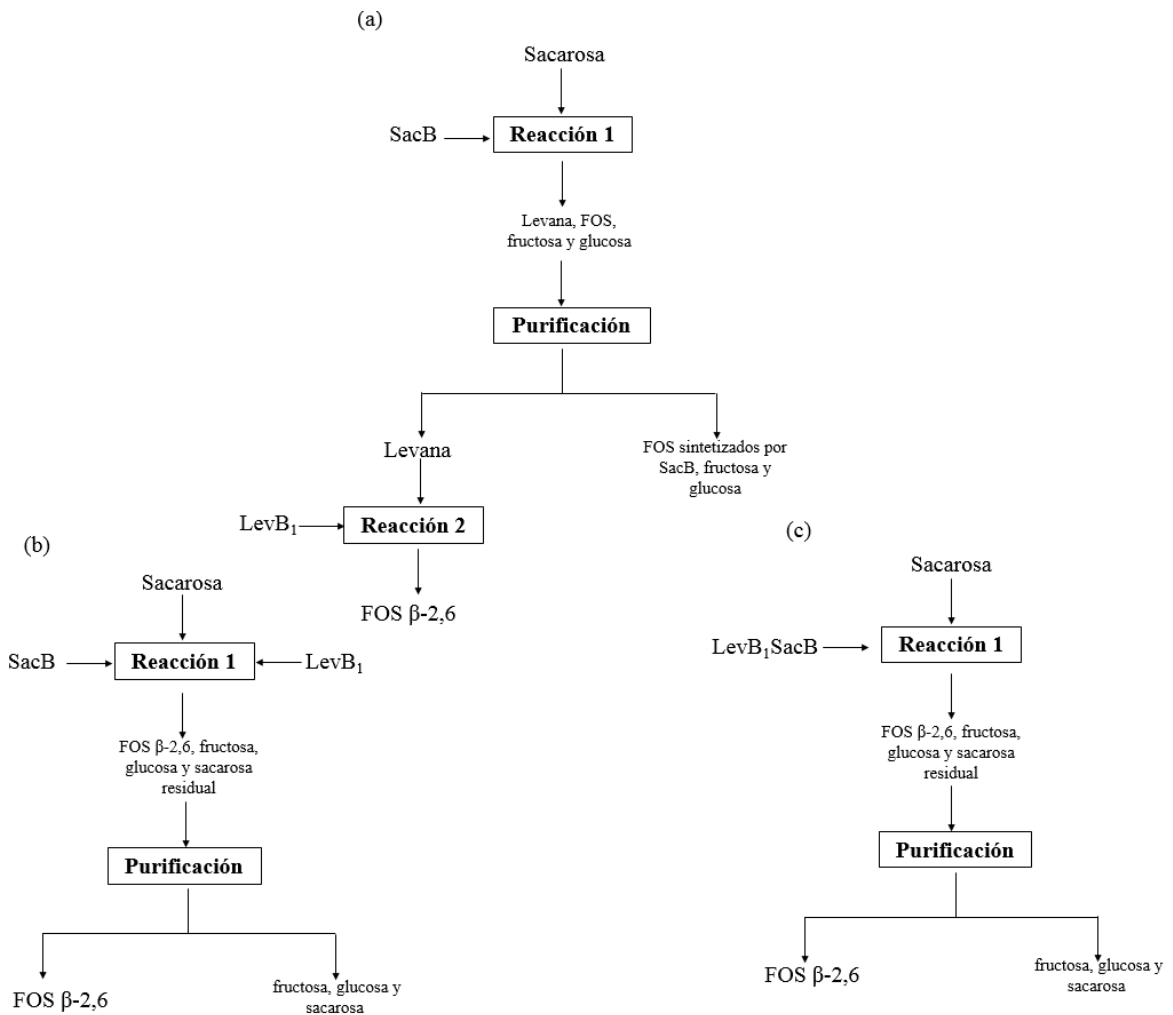 (a)
Sacarosa
SacB
Reacción 1
Levana, FOS,
fructosa y glucosa
Purificación
Levana
FOS sintetizados por
SacB, fructosa y
glucosa
LevB₁
Reacción 2
FOS β-2,6
(b)
Sacarosa
SacB
Reacción 1
LevB₁
FOS β-2,6, fructosa,
glucosa y sacarosa
residual
Purificación
FOS β-2,6
fructosa, glucosa y
sacarosa
(c)
Sacarosa
LevB₁SacB
Reacción 1
FOS β-2,6, fructosa,
glucosa y sacarosa
residual
Purificación
FOS β-2,6
fructosa, glucosa y
sacarosa